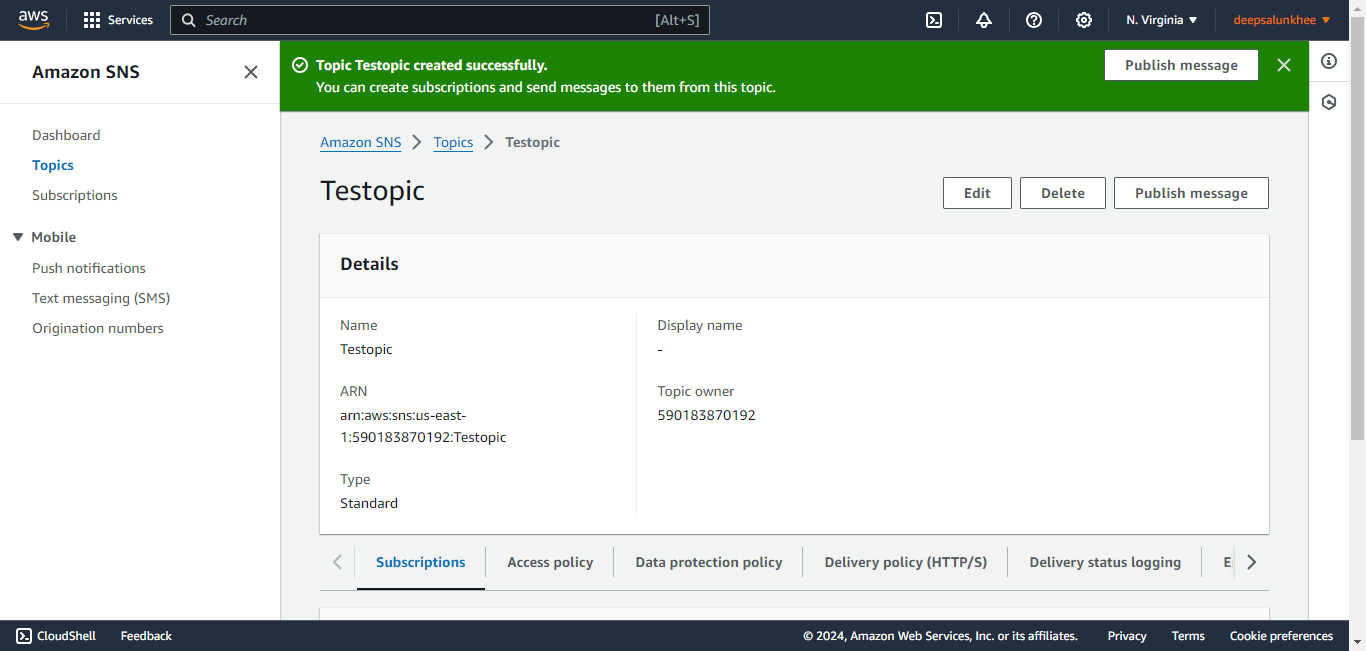 aws
Services
Search
[Alt+S]
N. Virginia
deepsalunkhee
Amazon SNS
Dashboard
Topics
Subscriptions
Mobile
Push notifications
Text messaging (SMS)
Origination numbers
Topic Testopic created successfully.
You can create subscriptions and send messages to them from this topic.
Publish message
Amazon SNS
Topics
Testopic
Testopic
Edit
Delete
Publish message
Details
Name
Testopic
ARN
arn:aws:sns:us-east-
1:590183870192:Testopic
Type
Standard
Display name
-
Topic owner
590183870192
Subscriptions
Access policy
Data protection policy
Delivery policy (HTTP/S)
Delivery status logging
CloudShell
Feedback
© 2024, Amazon Web Services, Inc. or its affiliates.
Privacy
Terms
Cookie preferences